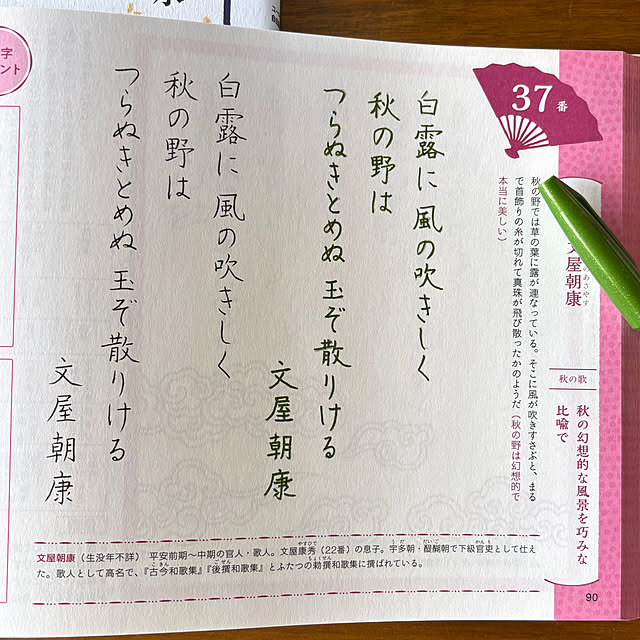 37番
文屋朝康
のあさやす
秋の歌
秋の幻想的な風景を巧みな
比喩で
秋の野では草の葉に露が連なっている。そこに風が吹きすさぶと、まる
で首飾りの糸が切れて真珠が飛び散ったかのようだ（秋の野は幻想的で
本当に美しい）
白露に 風の吹きしく
秋の野は
つらぬきとめぬ 玉ぞ散りける
文屋朝康
白露に 風の吹きしく
秋の野は
つらぬきとめぬ 玉ぞ散りける
文屋朝康
字
ント
文屋朝康（生没年不詳） 平安前期〜中期の官人・歌人。文屋康秀（22番）の息子。宇多朝・醍醐朝で下級官吏として仕え
た。歌人として高名で、『古今和歌集』『後撰和歌集』とふたつの勅撰和歌集に撰ばれている。
90